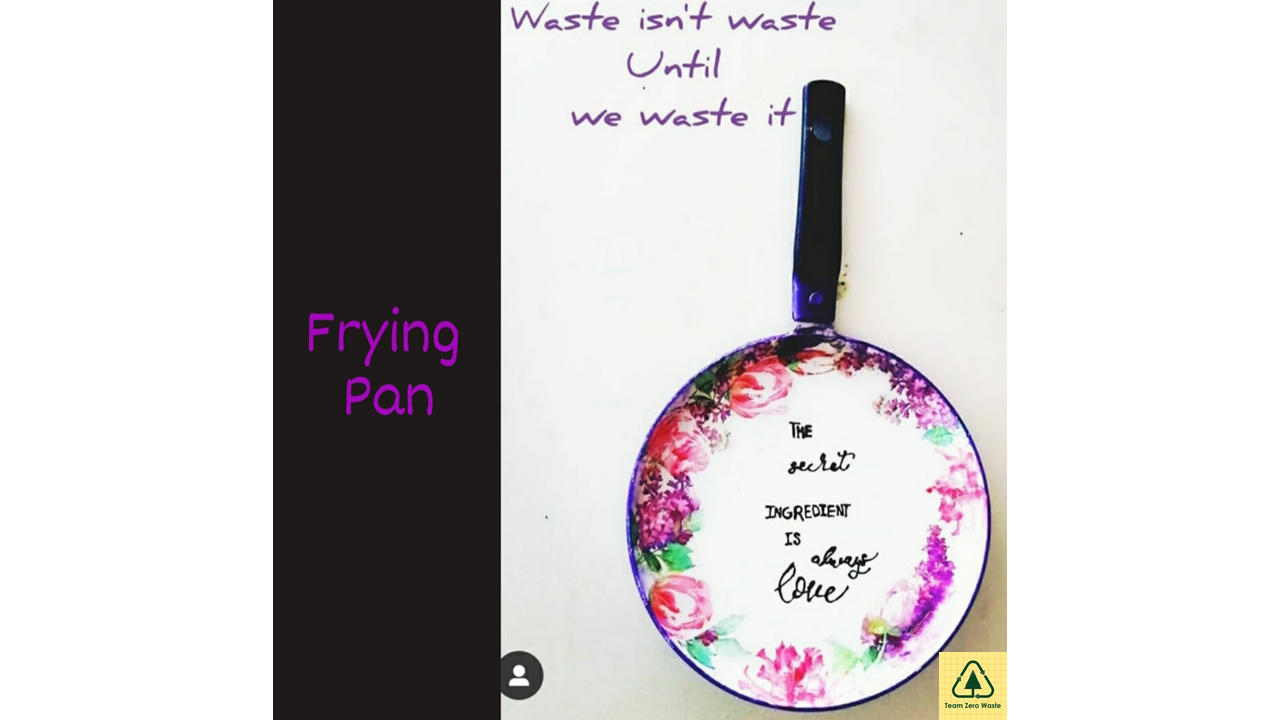 Waste isn't waste
Until
we waste it
Frying
Pan
THE
secret
INGREDIENT
IS
always
love
Team Zero Waste